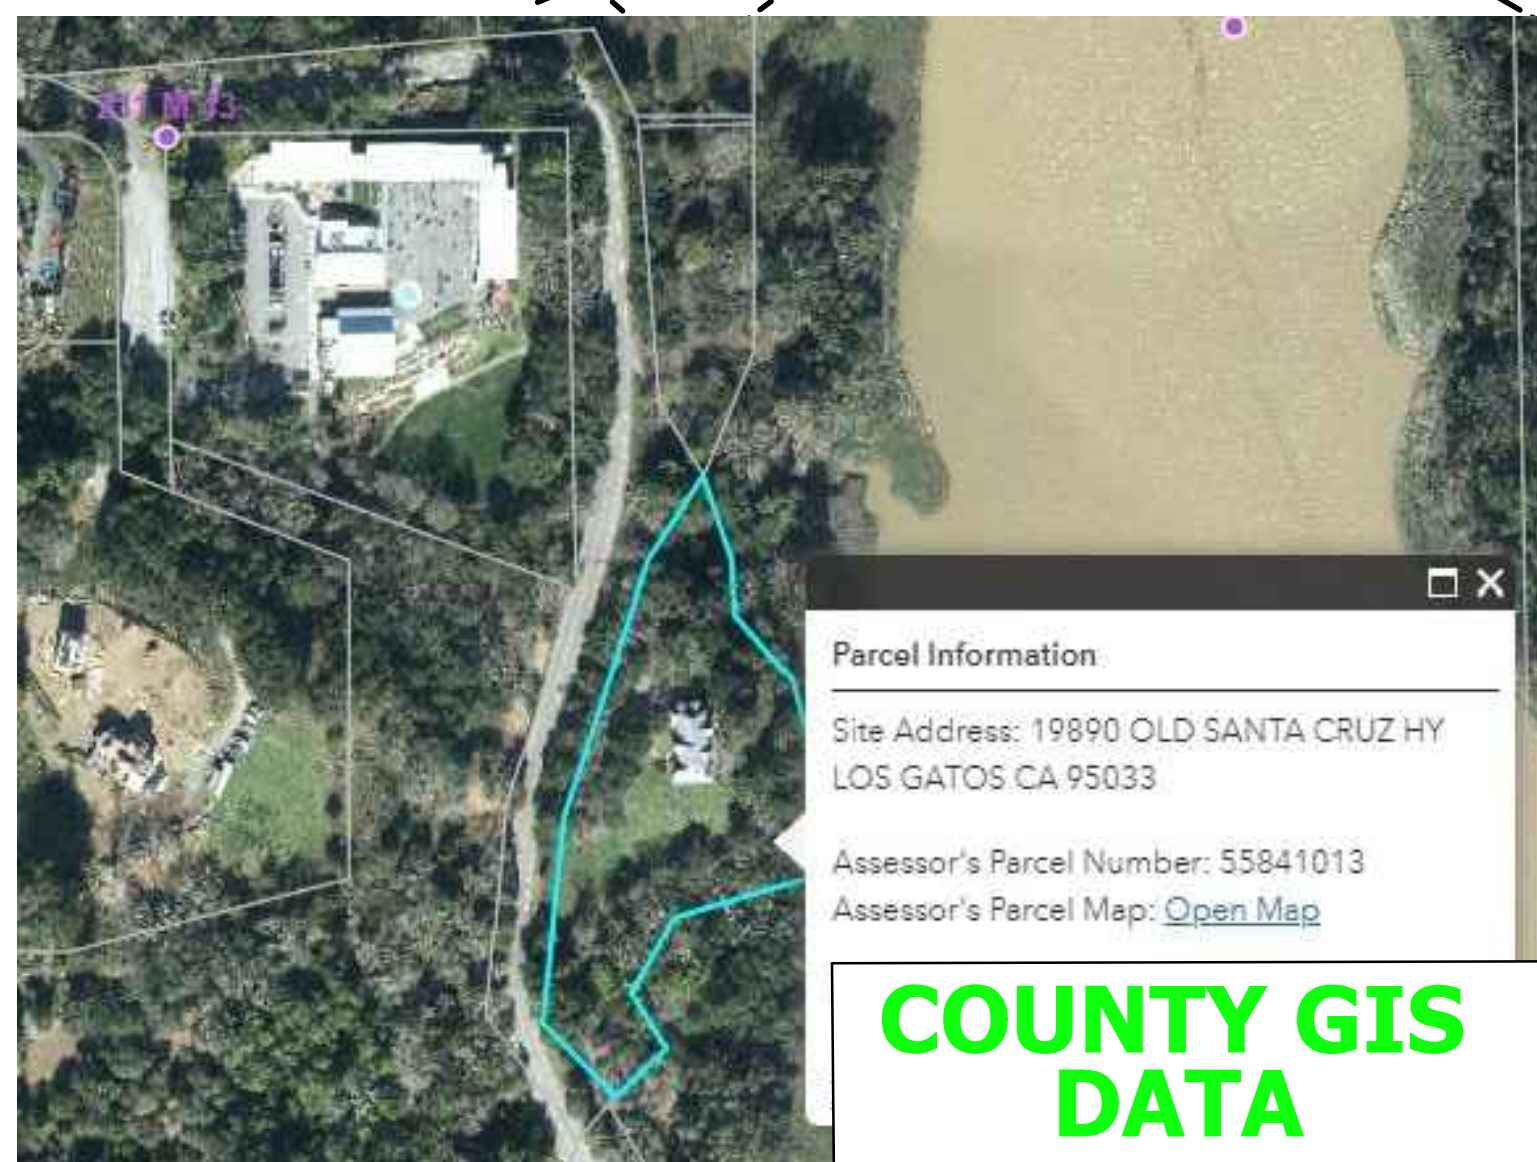 Parcel Information
Site Address: 19890 OLD SANTA CRUZ HY
LOS GATOS CA 95033
Assessor's Parcel Number: 55841013
Assessor's Parcel Map: Open Map
COUNTY GIS
DATA